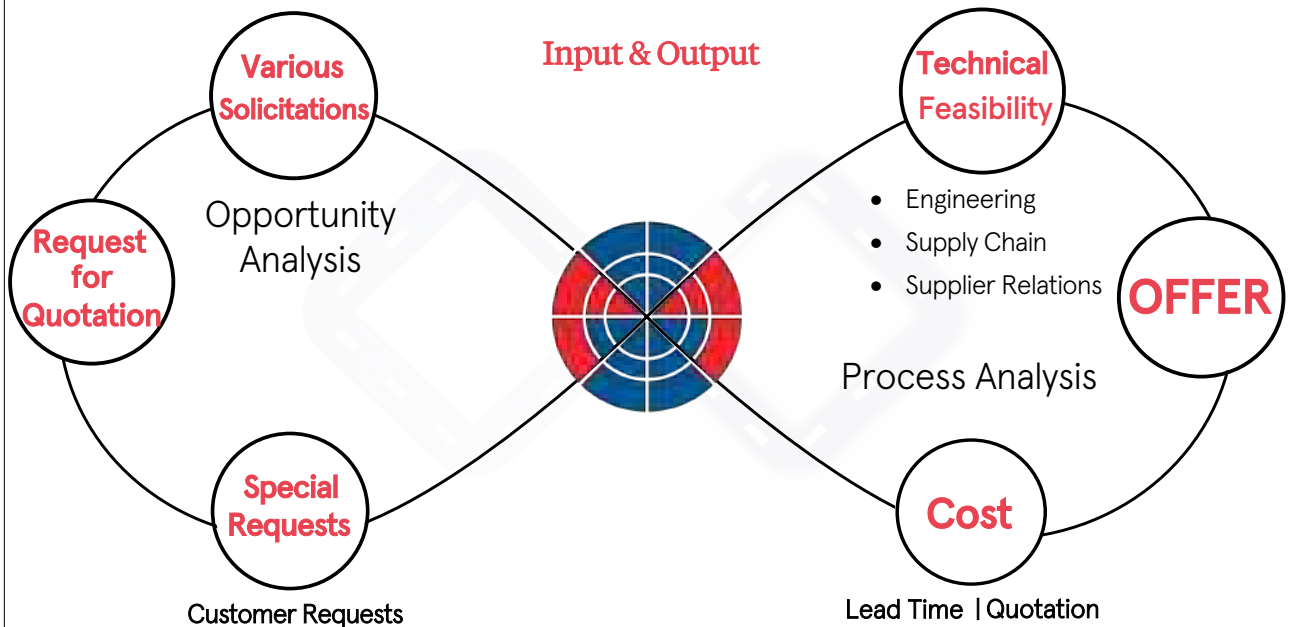 Input & Output
Various
Solicitations
Opportunity
Analysis
Request
for
Quotation
Special
Requests
Customer Requests
Technical
Feasibility
• Engineering
• Supply Chain
• Supplier Relations
OFFER
Process Analysis
Cost
Lead Time | Quotation